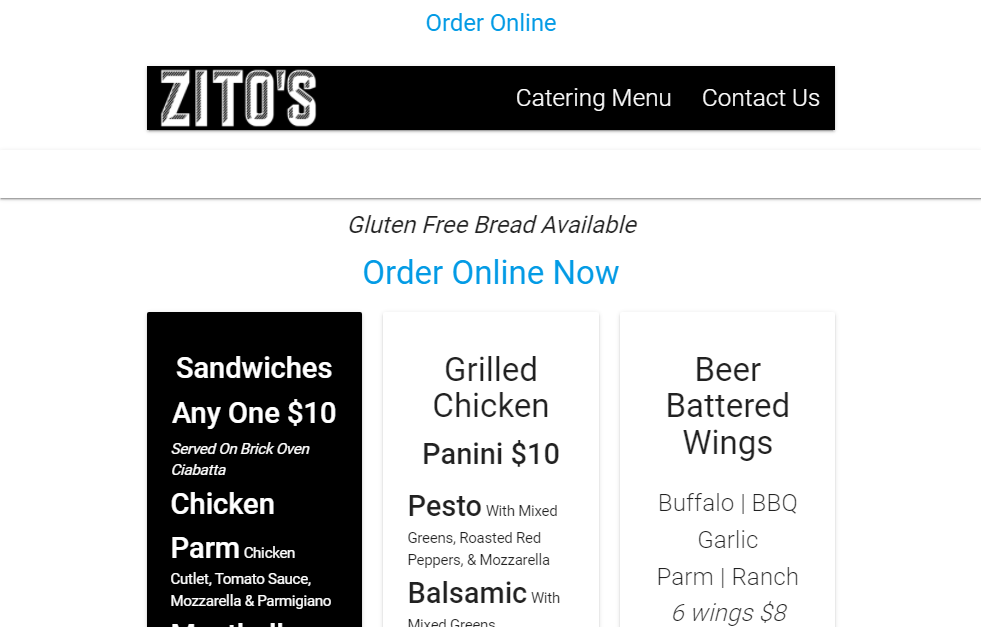 Order Online
ZITO'S
Catering Menu
Contact Us
Gluten Free Bread Available
Order Online Now
Sandwiches
Any One $10
Served On Brick Oven
Ciabatta
Chicken
Parm Chicken
Cutlet, Tomato Sauce,
Mozzarella & Parmigiano
Grilled
Chicken
Panini $10
Pesto With Mixed
Greens, Roasted Red
Peppers, & Mozzarella
Balsamic With
Mixed Greens
Beer
Battered
Wings
Buffalo | BBQ
Garlic
Parm | Ranch
6 wings $8